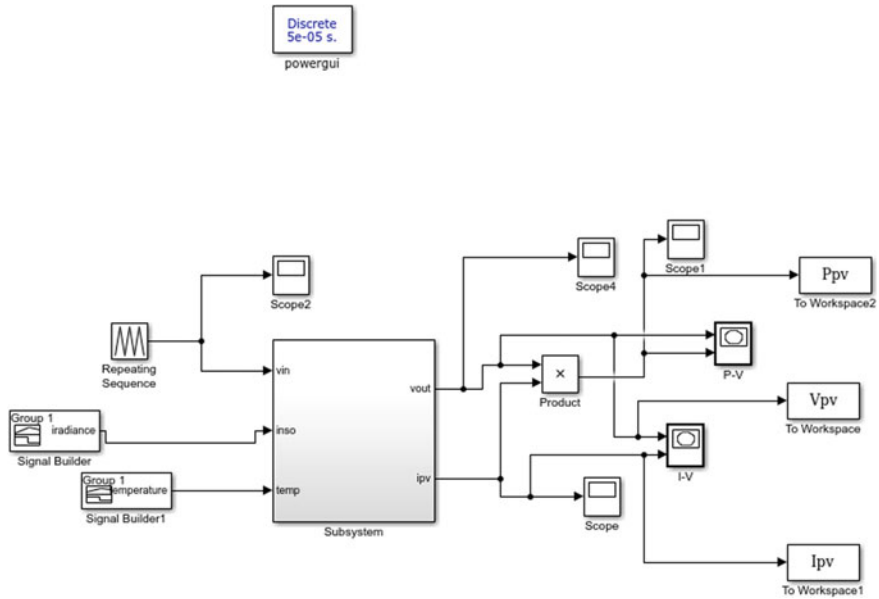 Discrete
5e-05 s.
powergui
Scope2
Scope4
Scope1
Ppv
To Workspace2
Repeating
Sequence
vin
vout
×
Product
P-V
Vpv
To Workspace
Group 1
iradiance
Signal Builder
inso
I-V
Group 1
emperature
Signal Builder1
temp
ipv
Subsystem
Scope
Ipv
To Workspace1